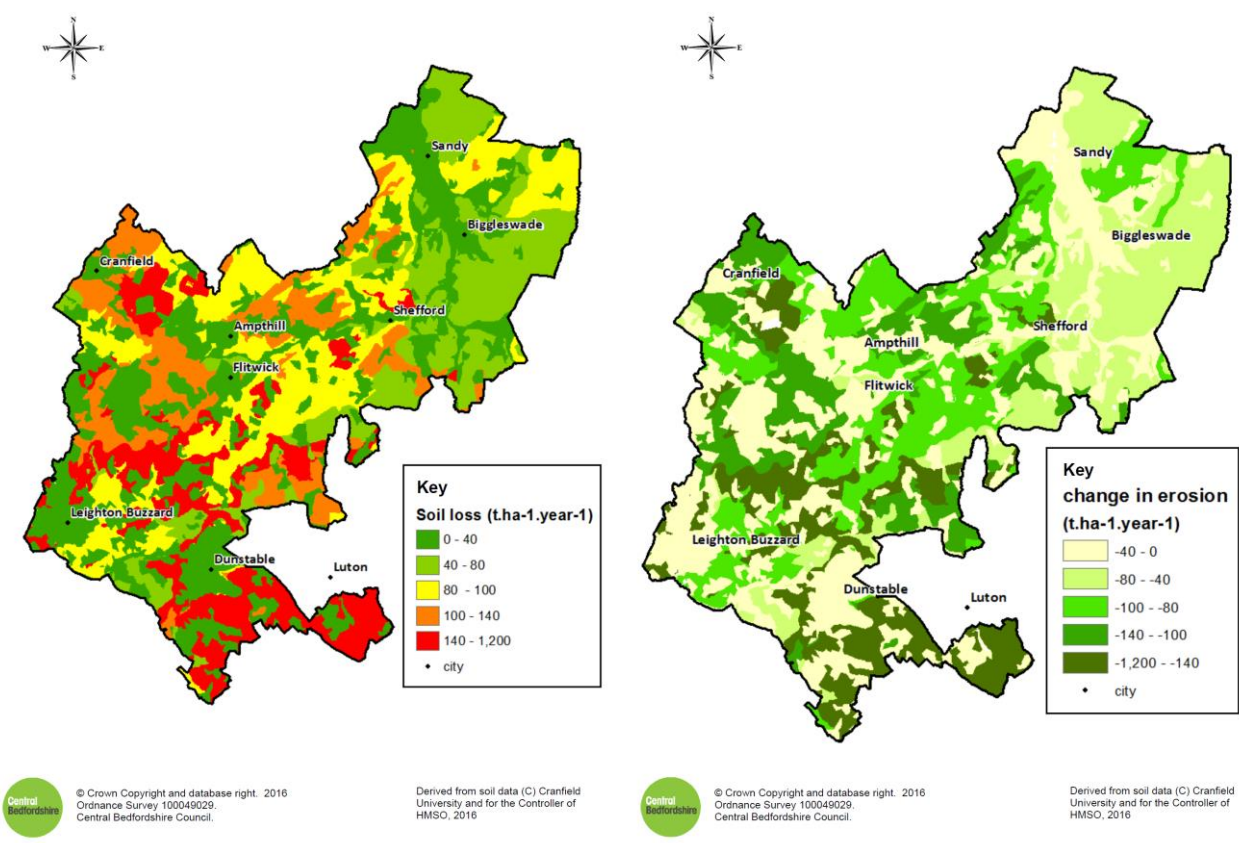 N
W E
S
Sandy
Biggleswade
Cranfield
Shefford
Ampthill
Flitwick
Leighton Buzzard
Dunstable
Luton
Key
Soil loss (t.ha-1.year-1)
0 - 40
40 - 80
80 - 100
100 - 140
140 - 1,200
city
Central
Bedfordshire
© Crown Copyright and database right. 2016
Ordnance Survey 100049029.
Central Bedfordshire Council.
Derived from soil data (C) Cranfield
University and for the Controller of
HMSO, 2016
N
W E
S
Sandy
Biggleswade
Cranfield
Shefford
Ampthill
Flitwick
Leighton Buzzard
Dunstable
Luton
Key
change in erosion
(t.ha-1.year-1)
-40 - 0
-80 - -40
-100 - -80
-140 - -100
-1,200 - -140
city
Central
Bedfordshire
© Crown Copyright and database right. 2016
Ordnance Survey 100049029.
Central Bedfordshire Council.
Derived from soil data (C) Cranfield
University and for the Controller of
HMSO, 2016